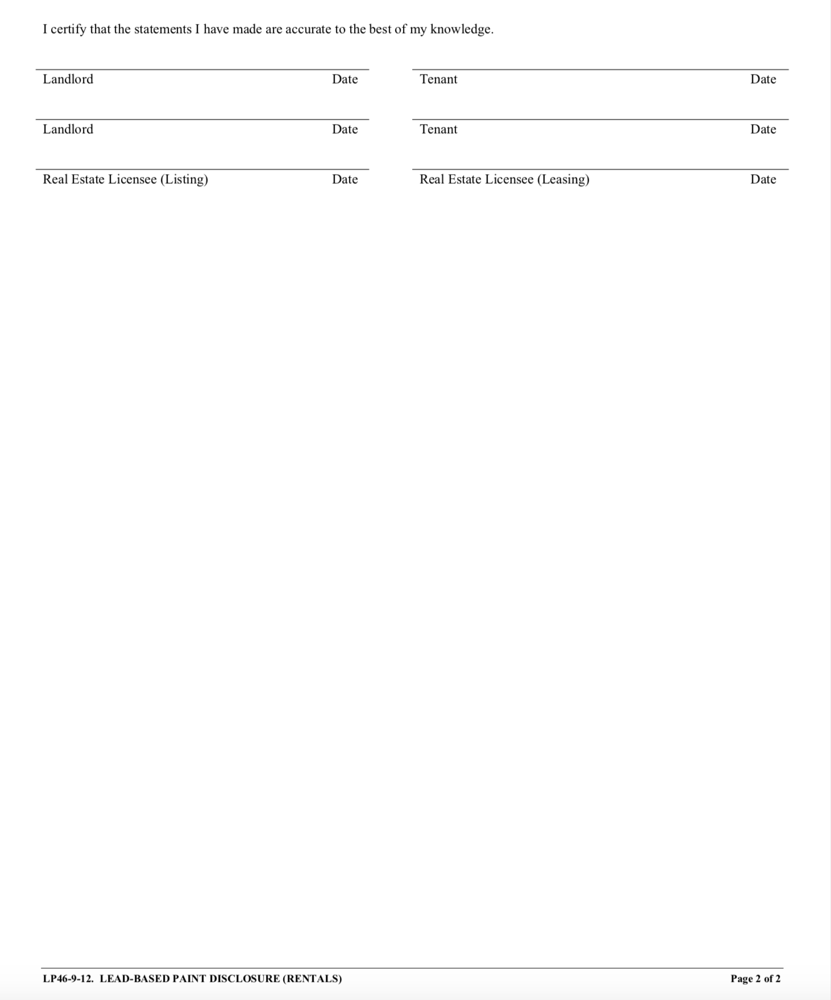 I certify that the statements I have made are accurate to the best of my knowledge.
Landlord Date Tenant Date
Landlord Date Tenant Date
Real Estate Licensee (Listing) Date Real Estate Licensee (Leasing) Date
LP46-9-12. LEAD-BASED PAINT DISCLOSURE (RENTALS) Page 2 of 2